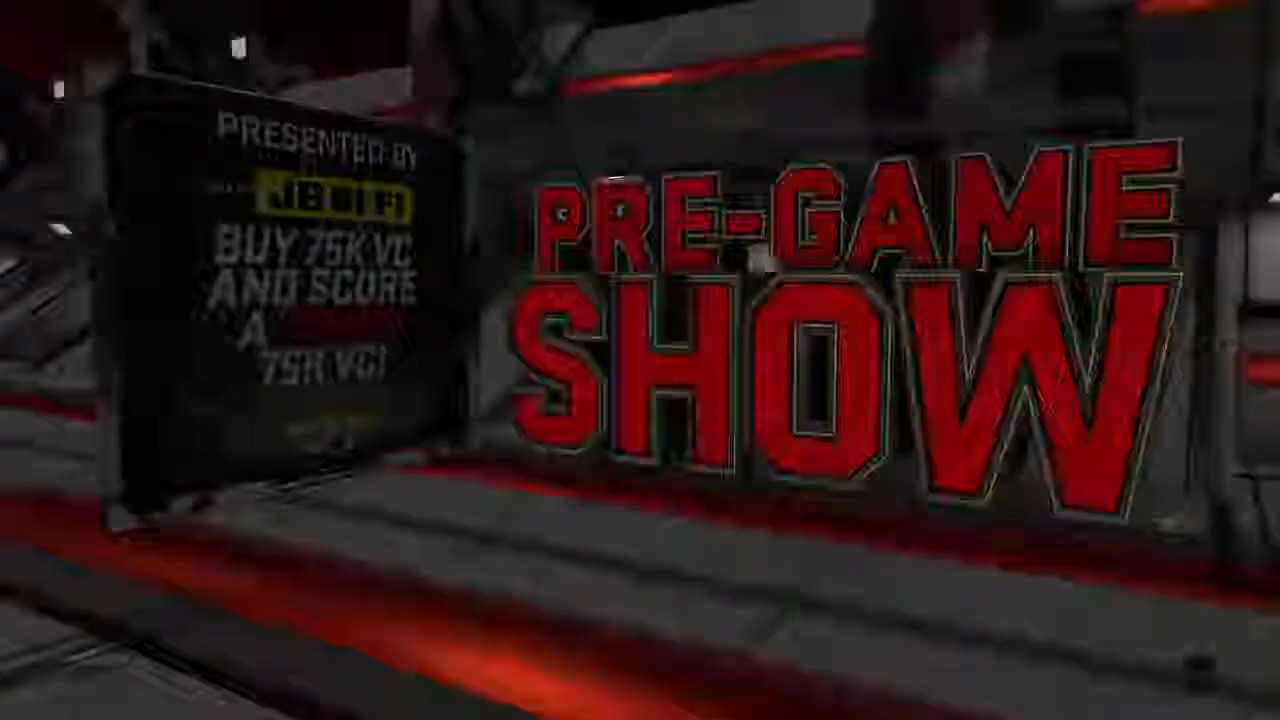 PRESENTED BY
BUY 75K VC
AND SCORE
A
75K VC!
PRE-GAME
SHOW